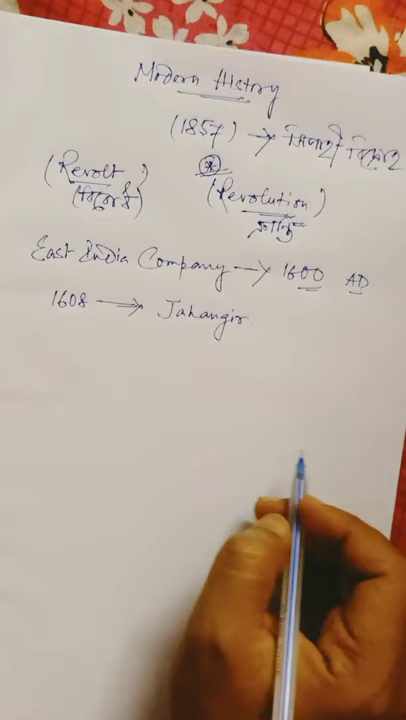 Modern History
(1857) → सिपाही विद्रोह
(Revolt) (Revolution)
(विद्रोह)
East India Company → 1600 AD
1608 → Jahangir